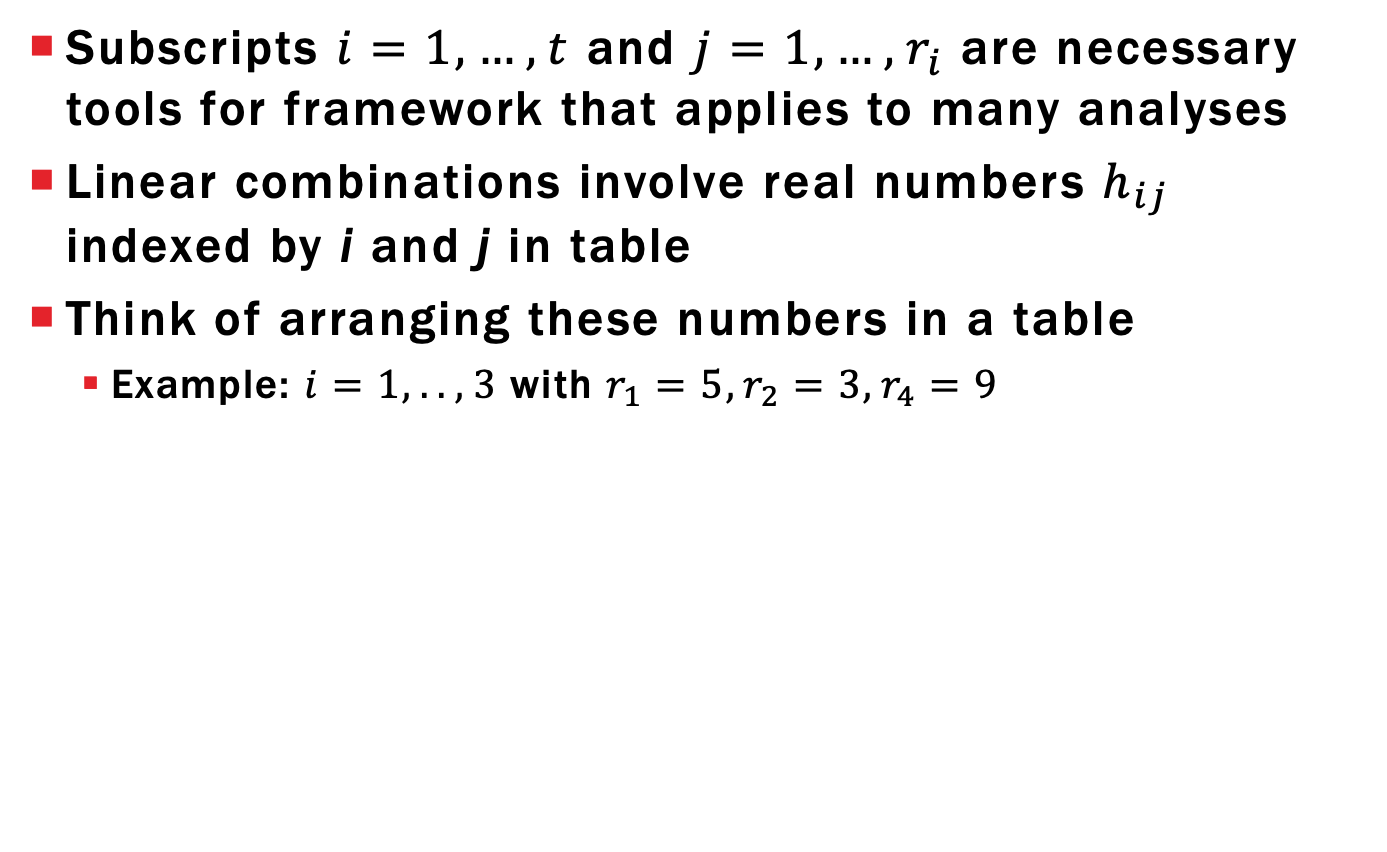 Subscripts i = 1, … , t and j = 1, … , rᵢ are necessary
tools for framework that applies to many analyses
Linear combinations involve real numbers hᵢⱼ
indexed by i and j in table
Think of arranging these numbers in a table
Example: i = 1, . . , 3 with r₁ = 5, r₂ = 3, r₄ = 9